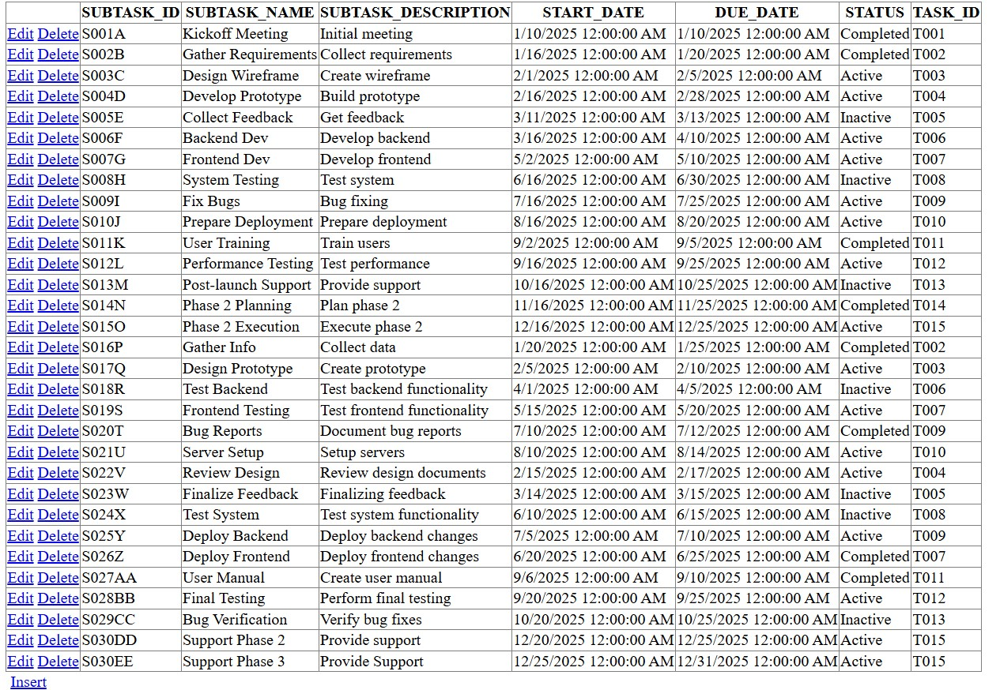 SUBTASK_ID SUBTASK_NAME SUBTASK_DESCRIPTION START_DATE DUE_DATE STATUS TASK_ID
Edit Delete S001A Kickoff Meeting Initial meeting 1/10/2025 12:00:00 AM 1/10/2025 12:00:00 AM Completed T001
Edit Delete S002B Gather Requirements Collect requirements 1/16/2025 12:00:00 AM 1/20/2025 12:00:00 AM Completed T002
Edit Delete S003C Design Wireframe Create wireframe 2/1/2025 12:00:00 AM 2/5/2025 12:00:00 AM Active T003
Edit Delete S004D Develop Prototype Build prototype 2/16/2025 12:00:00 AM 2/28/2025 12:00:00 AM Active T004
Edit Delete S005E Collect Feedback Get feedback 3/11/2025 12:00:00 AM 3/13/2025 12:00:00 AM Inactive T005
Edit Delete S006F Backend Dev Develop backend 3/16/2025 12:00:00 AM 4/10/2025 12:00:00 AM Active T006
Edit Delete S007G Frontend Dev Develop frontend 5/2/2025 12:00:00 AM 5/10/2025 12:00:00 AM Active T007
Edit Delete S008H System Testing Test system 6/16/2025 12:00:00 AM 6/30/2025 12:00:00 AM Inactive T008
Edit Delete S009I Fix Bugs Bug fixing 7/16/2025 12:00:00 AM 7/25/2025 12:00:00 AM Active T009
Edit Delete S010J Prepare Deployment Prepare deployment 8/16/2025 12:00:00 AM 8/20/2025 12:00:00 AM Active T010
Edit Delete S011K User Training Train users 9/2/2025 12:00:00 AM 9/5/2025 12:00:00 AM Completed T011
Edit Delete S012L Performance Testing Test performance 9/16/2025 12:00:00 AM 9/25/2025 12:00:00 AM Active T012
Edit Delete S013M Post-launch Support Provide support 10/16/2025 12:00:00 AM 10/25/2025 12:00:00 AM Inactive T013
Edit Delete S014N Phase 2 Planning Plan phase 2 11/16/2025 12:00:00 AM 11/25/2025 12:00:00 AM Completed T014
Edit Delete S015O Phase 2 Execution Execute phase 2 12/16/2025 12:00:00 AM 12/25/2025 12:00:00 AM Active T015
Edit Delete S016P Gather Info Collect data 1/20/2025 12:00:00 AM 1/25/2025 12:00:00 AM Completed T002
Edit Delete S017Q Design Prototype Create prototype 2/5/2025 12:00:00 AM 2/10/2025 12:00:00 AM Active T003
Edit Delete S018R Test Backend Test backend functionality 4/1/2025 12:00:00 AM 4/5/2025 12:00:00 AM Inactive T006
Edit Delete S019S Frontend Testing Test frontend functionality 5/15/2025 12:00:00 AM 5/20/2025 12:00:00 AM Active T007
Edit Delete S020T Bug Reports Document bug reports 7/10/2025 12:00:00 AM 7/12/2025 12:00:00 AM Completed T009
Edit Delete S021U Server Setup Setup servers 8/10/2025 12:00:00 AM 8/14/2025 12:00:00 AM Active T010
Edit Delete S022V Review Design Review design documents 2/15/2025 12:00:00 AM 2/17/2025 12:00:00 AM Active T004
Edit Delete S023W Finalize Feedback Finalizing feedback 3/14/2025 12:00:00 AM 3/15/2025 12:00:00 AM Inactive T005
Edit Delete S024X Test System Test system functionality 6/10/2025 12:00:00 AM 6/15/2025 12:00:00 AM Inactive T008
Edit Delete S025Y Deploy Backend Deploy backend changes 7/5/2025 12:00:00 AM 7/10/2025 12:00:00 AM Active T009
Edit Delete S026Z Deploy Frontend Deploy frontend changes 6/20/2025 12:00:00 AM 6/25/2025 12:00:00 AM Completed T007
Edit Delete S027AA User Manual Create user manual 9/6/2025 12:00:00 AM 9/10/2025 12:00:00 AM Completed T011
Edit Delete S028BB Final Testing Perform final testing 9/20/2025 12:00:00 AM 9/25/2025 12:00:00 AM Active T012
Edit Delete S029CC Bug Verification Verify bug fixes 10/20/2025 12:00:00 AM 10/25/2025 12:00:00 AM Inactive T013
Edit Delete S030DD Support Phase 2 Provide support 12/20/2025 12:00:00 AM 12/25/2025 12:00:00 AM Active T015
Edit Delete S030EE Support Phase 3 Provide Support 12/25/2025 12:00:00 AM 12/31/2025 12:00:00 AM Active T015
Insert